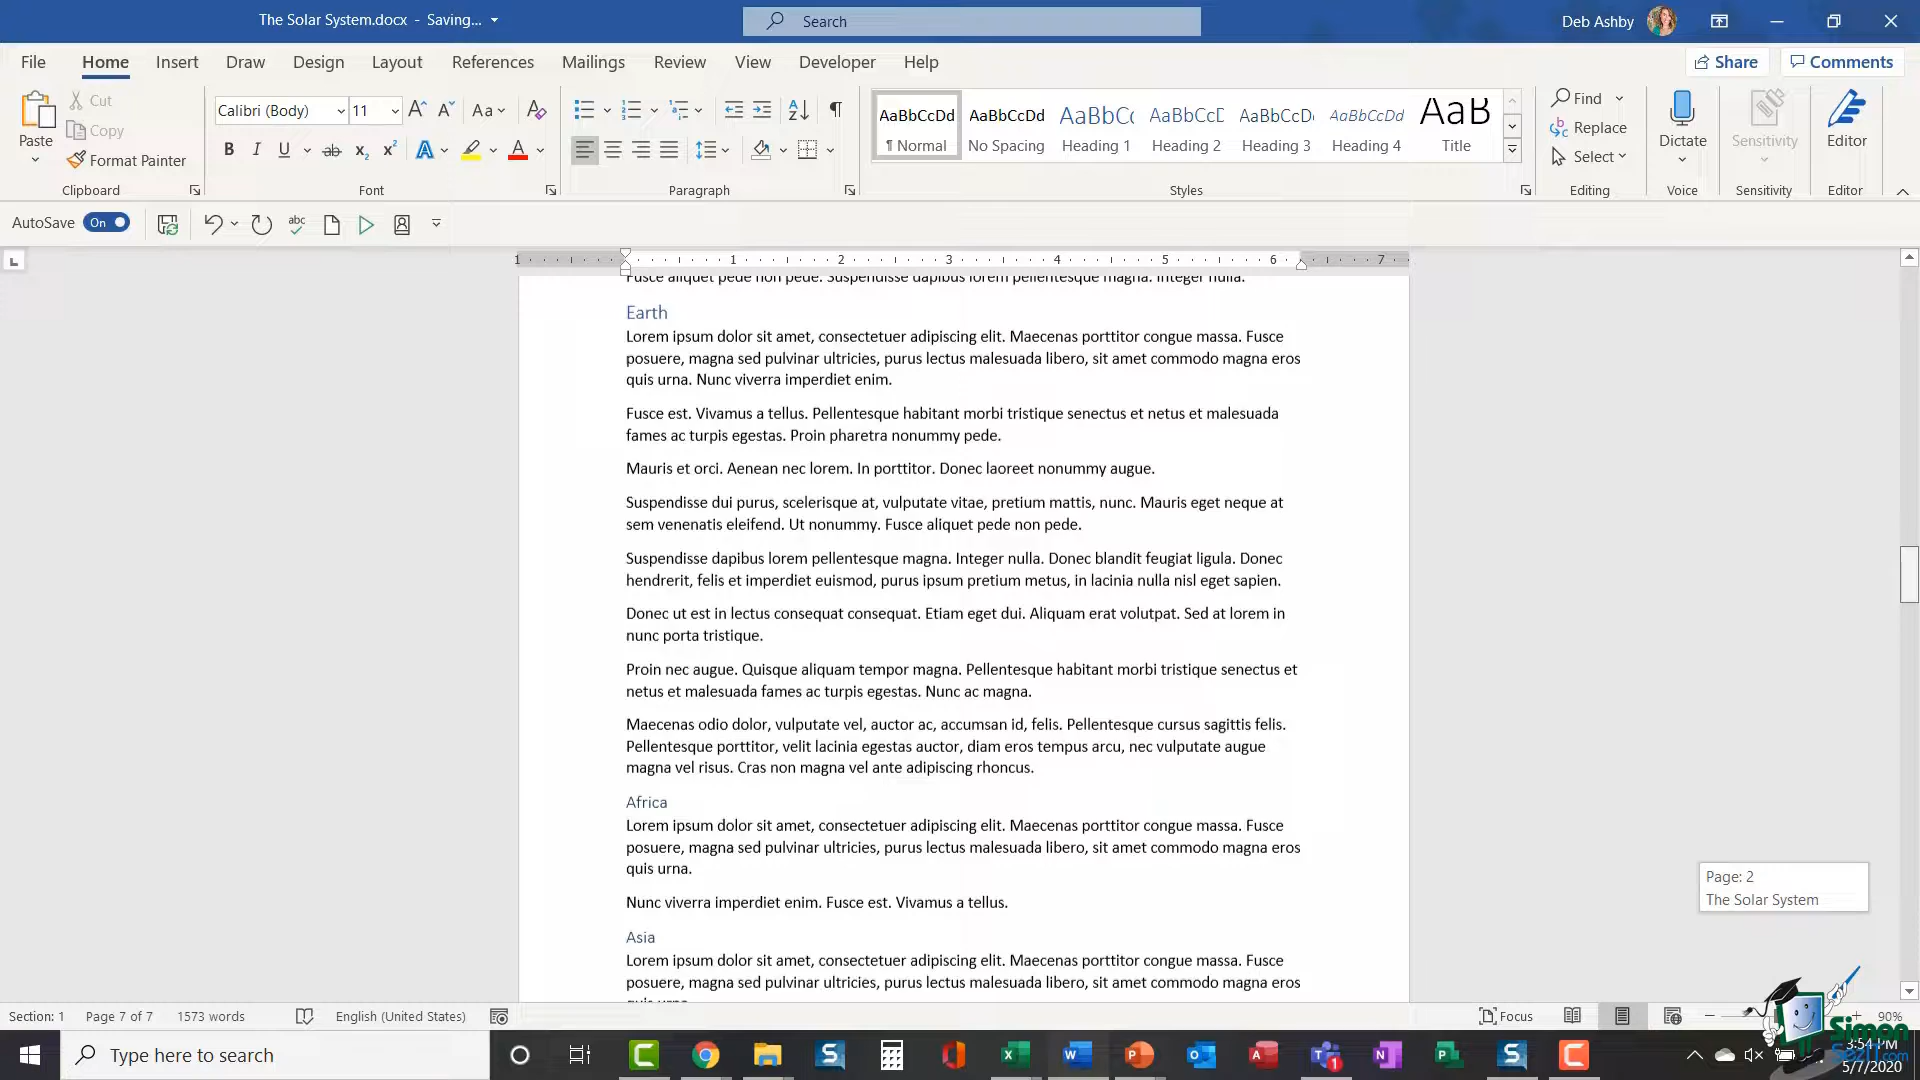 The Solar System.docx - Saving...
Search
Deb Ashby
File Home Insert Draw Design Layout References Mailings Review View Developer Help
Share Comments
Paste
Cut
Copy
Format Painter
Clipboard
Calibri (Body) 11
Aa
B I U ab x2 x2 A A
Font
Paragraph
AaBbCcDd AaBbCcDd AaBbC AaBbCcD AaBbCcD AaBbCcDd AaB
¶ Normal No Spacing Heading 1 Heading 2 Heading 3 Heading 4 Title
Styles
Find
Replace
Select
Editing
Dictate
Voice
Sensitivity
Sensitivity
Editor
Editor
AutoSave On
abc
1 1 2 3 4 5 6 7
Fusce aliquet pede non pede. Suspendisse dapibus lorem pellentesque magna. Integer nulla.
Earth
Lorem ipsum dolor sit amet, consectetuer adipiscing elit. Maecenas porttitor congue massa. Fusce
posuere, magna sed pulvinar ultricies, purus lectus malesuada libero, sit amet commodo magna eros
quis urna. Nunc viverra imperdiet enim.
Fusce est. Vivamus a tellus. Pellentesque habitant morbi tristique senectus et netus et malesuada
fames ac turpis egestas. Proin pharetra nonummy pede.
Mauris et orci. Aenean nec lorem. In porttitor. Donec laoreet nonummy augue.
Suspendisse dui purus, scelerisque at, vulputate vitae, pretium mattis, nunc. Mauris eget neque at
sem venenatis eleifend. Ut nonummy. Fusce aliquet pede non pede.
Suspendisse dapibus lorem pellentesque magna. Integer nulla. Donec blandit feugiat ligula. Donec
hendrerit, felis et imperdiet euismod, purus ipsum pretium metus, in lacinia nulla nisl eget sapien.
Donec ut est in lectus consequat consequat. Etiam eget dui. Aliquam erat volutpat. Sed at lorem in
nunc porta tristique.
Proin nec augue. Quisque aliquam tempor magna. Pellentesque habitant morbi tristique senectus et
netus et malesuada fames ac turpis egestas. Nunc ac magna.
Maecenas odio dolor, vulputate vel, auctor ac, accumsan id, felis. Pellentesque cursus sagittis felis.
Pellentesque porttitor, velit lacinia egestas auctor, diam eros tempus arcu, nec vulputate augue
magna vel risus. Cras non magna vel ante adipiscing rhoncus.
Africa
Lorem ipsum dolor sit amet, consectetuer adipiscing elit. Maecenas porttitor congue massa. Fusce
posuere, magna sed pulvinar ultricies, purus lectus malesuada libero, sit amet commodo magna eros
quis urna.
Nunc viverra imperdiet enim. Fusce est. Vivamus a tellus.
Asia
Lorem ipsum dolor sit amet, consectetuer adipiscing elit. Maecenas porttitor congue massa. Fusce
posuere, magna sed pulvinar ultricies, purus lectus malesuada libero, sit amet commodo magna eros
quis urna.
Page: 2
The Solar System
Section: 1 Page 7 of 7 1573 words English (United States)
Focus
90%
Type here to search
Simon
SezIT.com
3:54 PM
5/7/2020